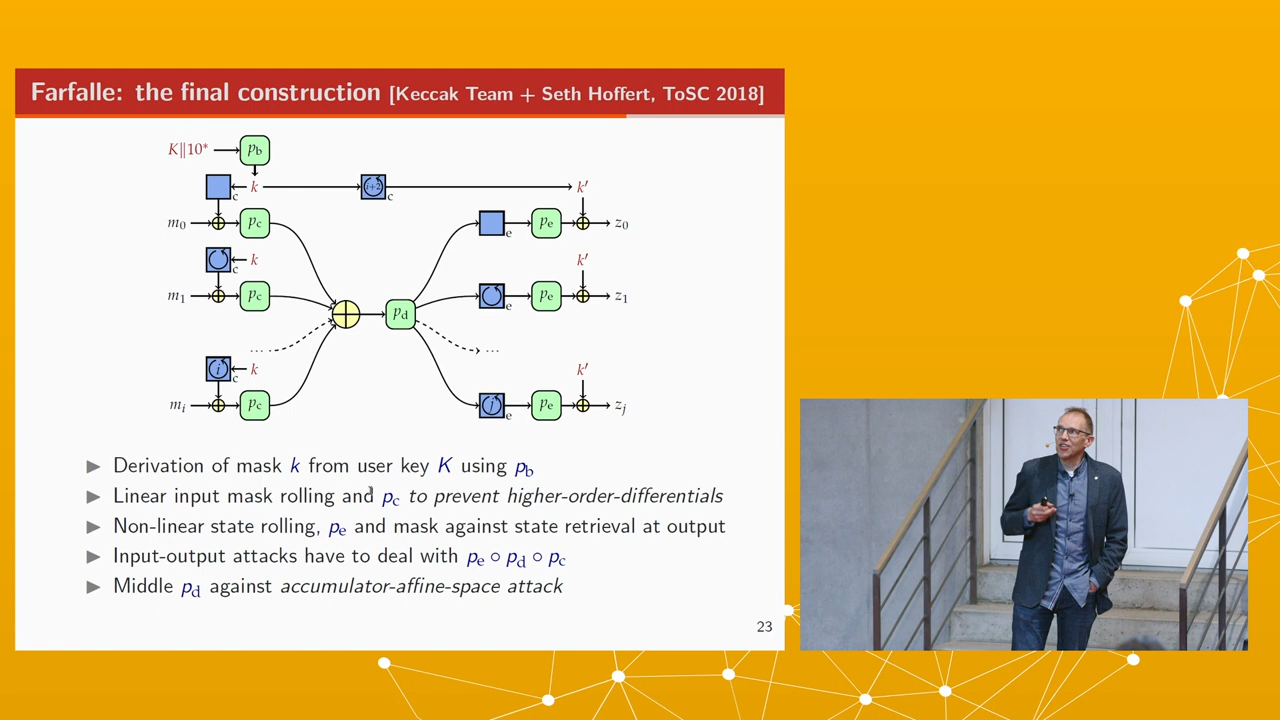 Farfalle: the final construction [Keccak Team + Seth Hoffert, ToSC 2018]
K‖10* pb
c k i+2 c k′
m0 pc e pe z0
c k k′
m1 pc pd e pe z1
... ...
i c k k′
mi pc j e pe zj
▶ Derivation of mask k from user key K using pb
▶ Linear input mask rolling and pc to prevent higher-order-differentials
▶ Non-linear state rolling, pe and mask against state retrieval at output
▶ Input-output attacks have to deal with pe ∘ pd ∘ pc
▶ Middle pd against accumulator-affine-space attack
23